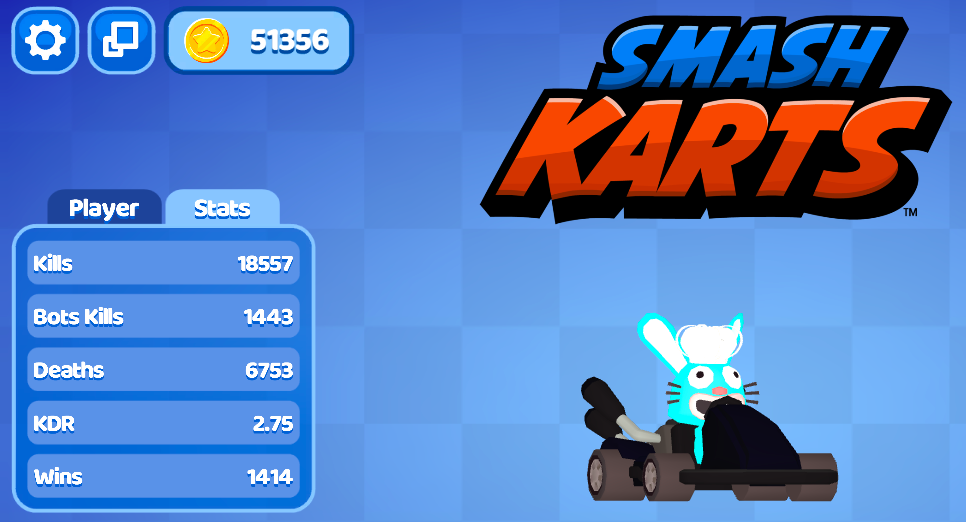 51356
SMASH
KARTS
TM
Player Stats
Kills 18557
Bots Kills 1443
Deaths 6753
KDR 2.75
Wins 1414